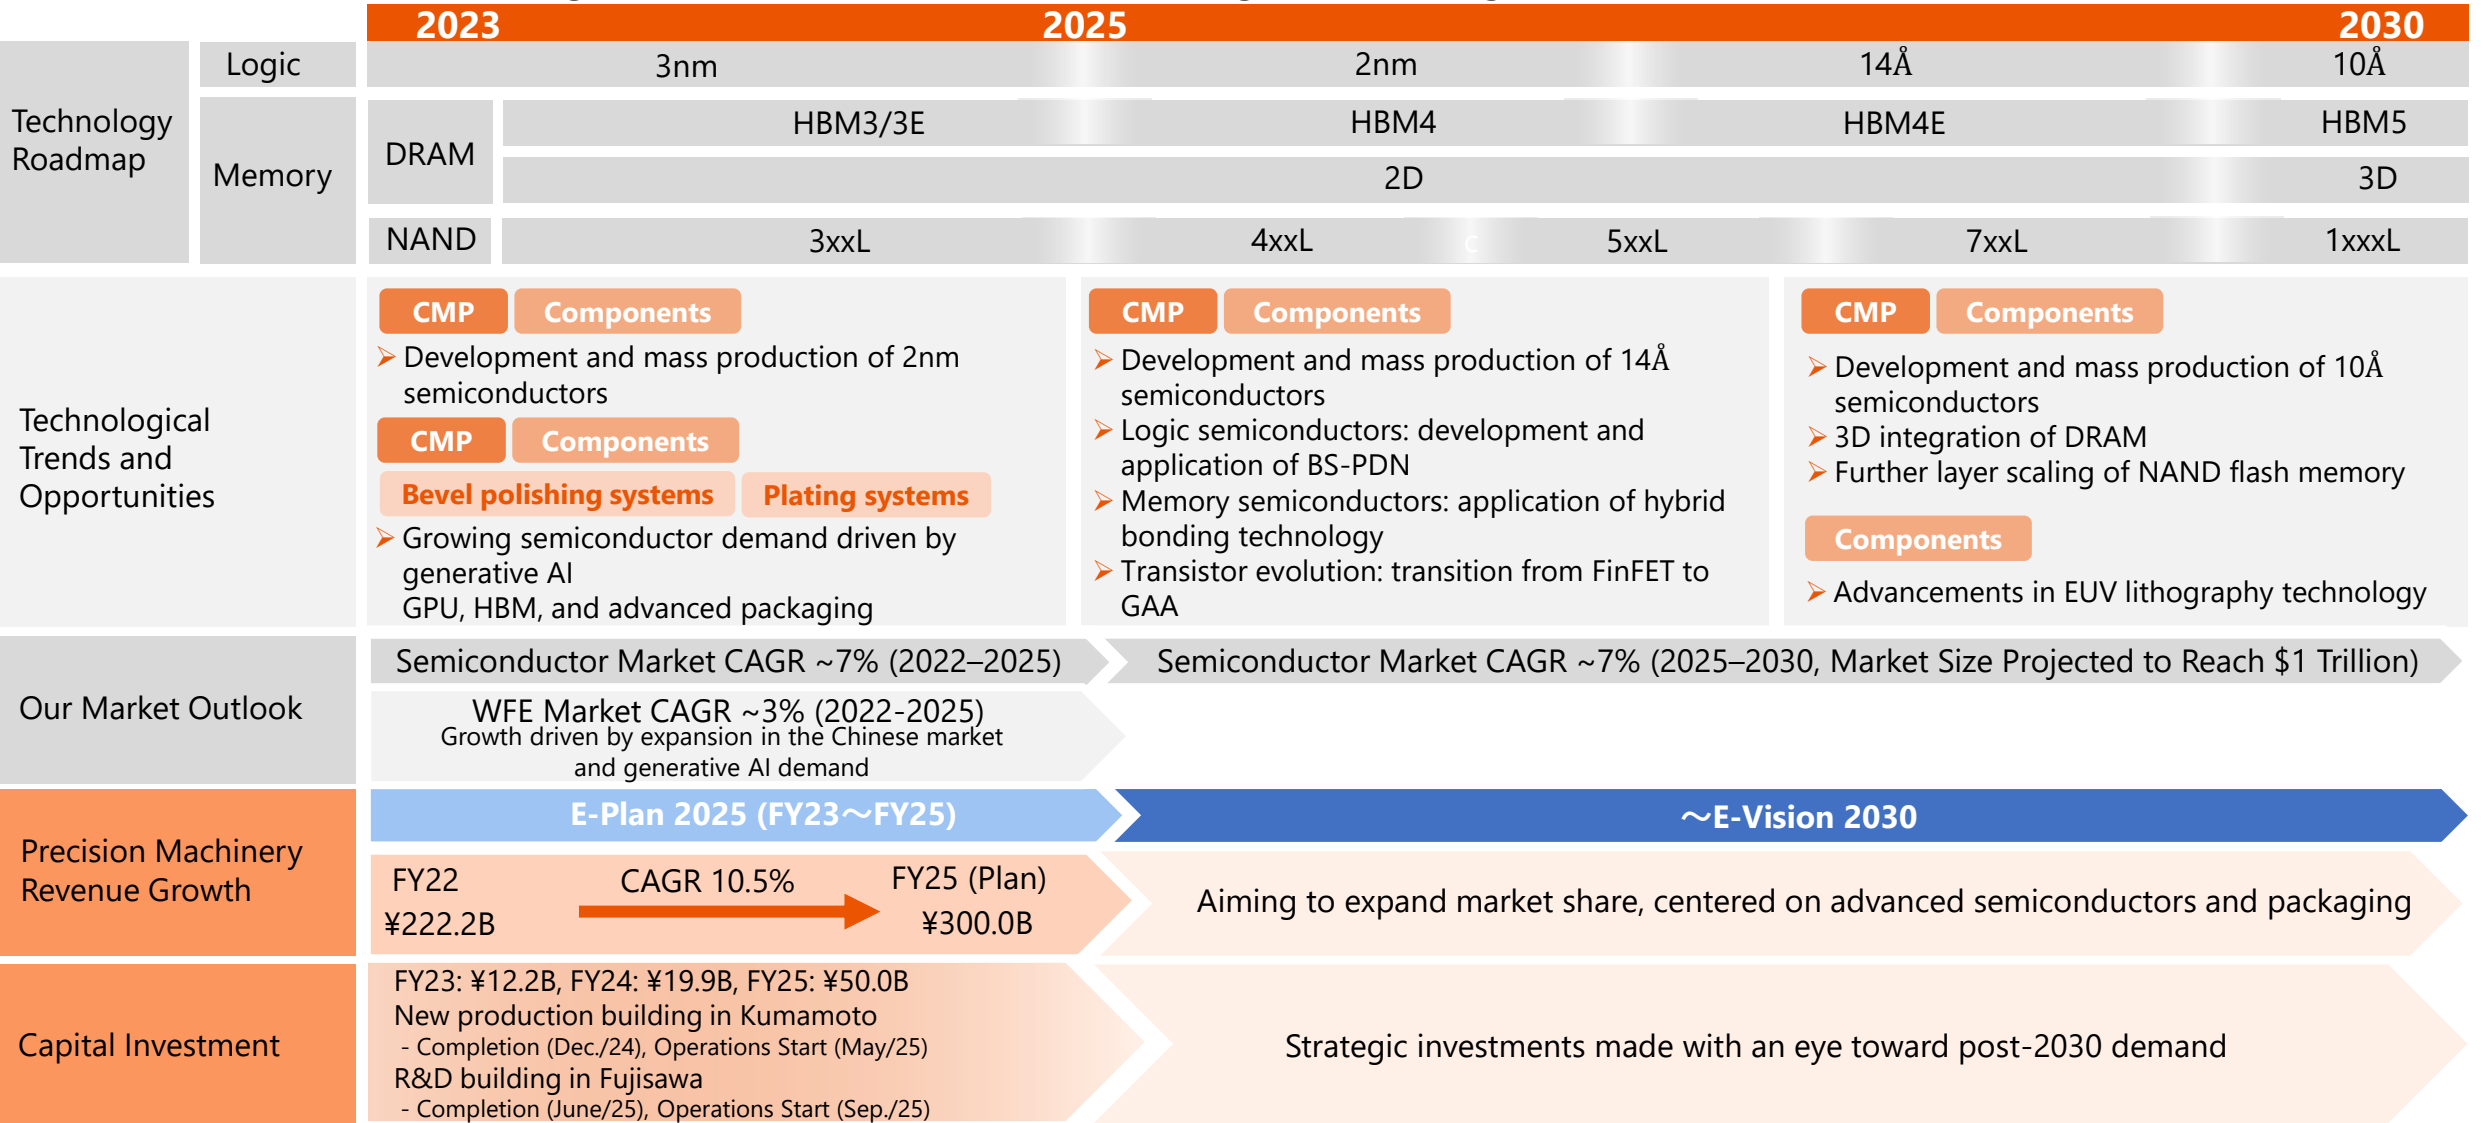 2023 2025 2030
Technology
Roadmap
Logic 3nm 2nm 14Å 10Å
Memory
DRAM
HBM3/3E HBM4 HBM4E HBM5
2D 3D
NAND 3xxL 4xxL c 5xxL 7xxL 1xxxL
Technological
Trends and
Opportunities
CMP Components
➢ Development and mass production of 2nm
semiconductors
CMP Components
Bevel polishing systems Plating systems
➢ Growing semiconductor demand driven by
generative AI
GPU, HBM, and advanced packaging
CMP Components
➢ Development and mass production of 14Å
semiconductors
➢ Logic semiconductors: development and
application of BS-PDN
➢ Memory semiconductors: application of hybrid
bonding technology
➢ Transistor evolution: transition from FinFET to
GAA
CMP Components
➢ Development and mass production of 10Å
semiconductors
➢ 3D integration of DRAM
➢ Further layer scaling of NAND flash memory
Components
➢ Advancements in EUV lithography technology
Our Market Outlook
Semiconductor Market CAGR ~7% (2022–2025)
Semiconductor Market CAGR ~7% (2025–2030, Market Size Projected to Reach $1 Trillion)
WFE Market CAGR ~3% (2022-2025)
Growth driven by expansion in the Chinese market
and generative AI demand
Precision Machinery
Revenue Growth
E-Plan 2025 (FY23～FY25)
～E-Vision 2030
FY22
¥222.2B
CAGR 10.5%
FY25 (Plan)
¥300.0B
Aiming to expand market share, centered on advanced semiconductors and packaging
Capital Investment
FY23: ¥12.2B, FY24: ¥19.9B, FY25: ¥50.0B
New production building in Kumamoto
- Completion (Dec./24), Operations Start (May/25)
R&D building in Fujisawa
- Completion (June/25), Operations Start (Sep./25)
Strategic investments made with an eye toward post-2030 demand